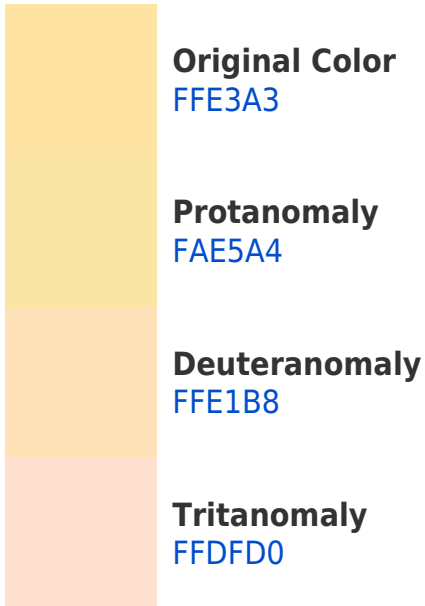 Original Color
FFE3A3
Protanomaly
FAE5A4
Deuteranomaly
FFE1B8
Tritanomaly
FFDFD0